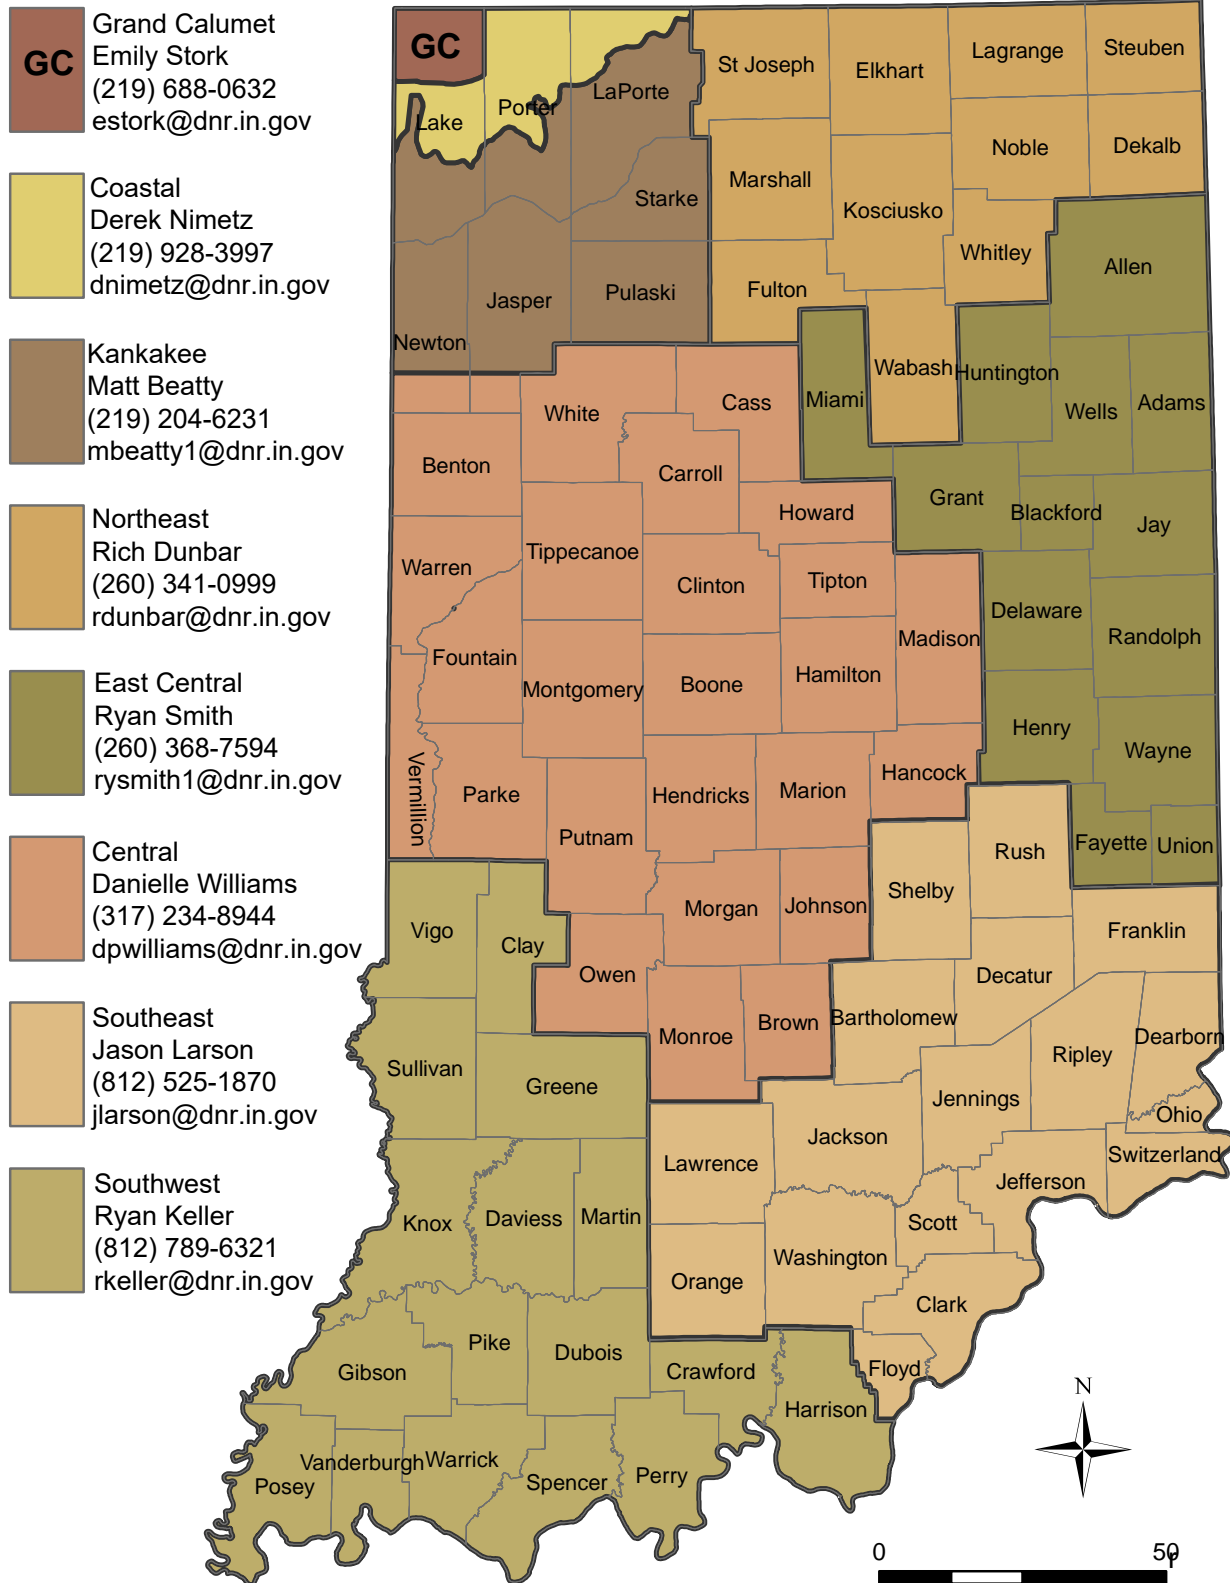 GC
Grand Calumet
Emily Stork
(219) 688-0632
estork@dnr.in.gov
Coastal
Derek Nimetz
(219) 928-3997
dnimetz@dnr.in.gov
Kankakee
Matt Beatty
(219) 204-6231
mbeatty1@dnr.in.gov
Northeast
Rich Dunbar
(260) 341-0999
rdunbar@dnr.in.gov
East Central
Ryan Smith
(260) 368-7594
rysmith1@dnr.in.gov
Central
Danielle Williams
(317) 234-8944
dpwilliams@dnr.in.gov
Southeast
Jason Larson
(812) 525-1870
jlarson@dnr.in.gov
Southwest
Ryan Keller
(812) 789-6321
rkeller@dnr.in.gov
GC
Lake
Porter
LaPorte
St Joseph
Elkhart
Lagrange
Steuben
Noble
Dekalb
Marshall
Starke
Kosciusko
Whitley
Allen
Newton
Jasper
Pulaski
Fulton
Miami
Wabash
Huntington
Wells
Adams
White
Cass
Benton
Carroll
Howard
Grant
Blackford
Jay
Warren
Tippecanoe
Clinton
Tipton
Madison
Delaware
Randolph
Fountain
Montgomery
Boone
Hamilton
Henry
Wayne
Vermillion
Parke
Putnam
Hendricks
Marion
Hancock
Rush
Fayette
Union
Vigo
Clay
Owen
Morgan
Johnson
Shelby
Decatur
Franklin
Sullivan
Greene
Monroe
Brown
Bartholomew
Jennings
Ripley
Dearborn
Ohio
Switzerland
Lawrence
Jackson
Jefferson
Knox
Daviess
Martin
Orange
Washington
Scott
Clark
Gibson
Pike
Dubois
Crawford
Harrison
Floyd
Posey
Vanderburgh
Warrick
Spencer
Perry
N
0
50